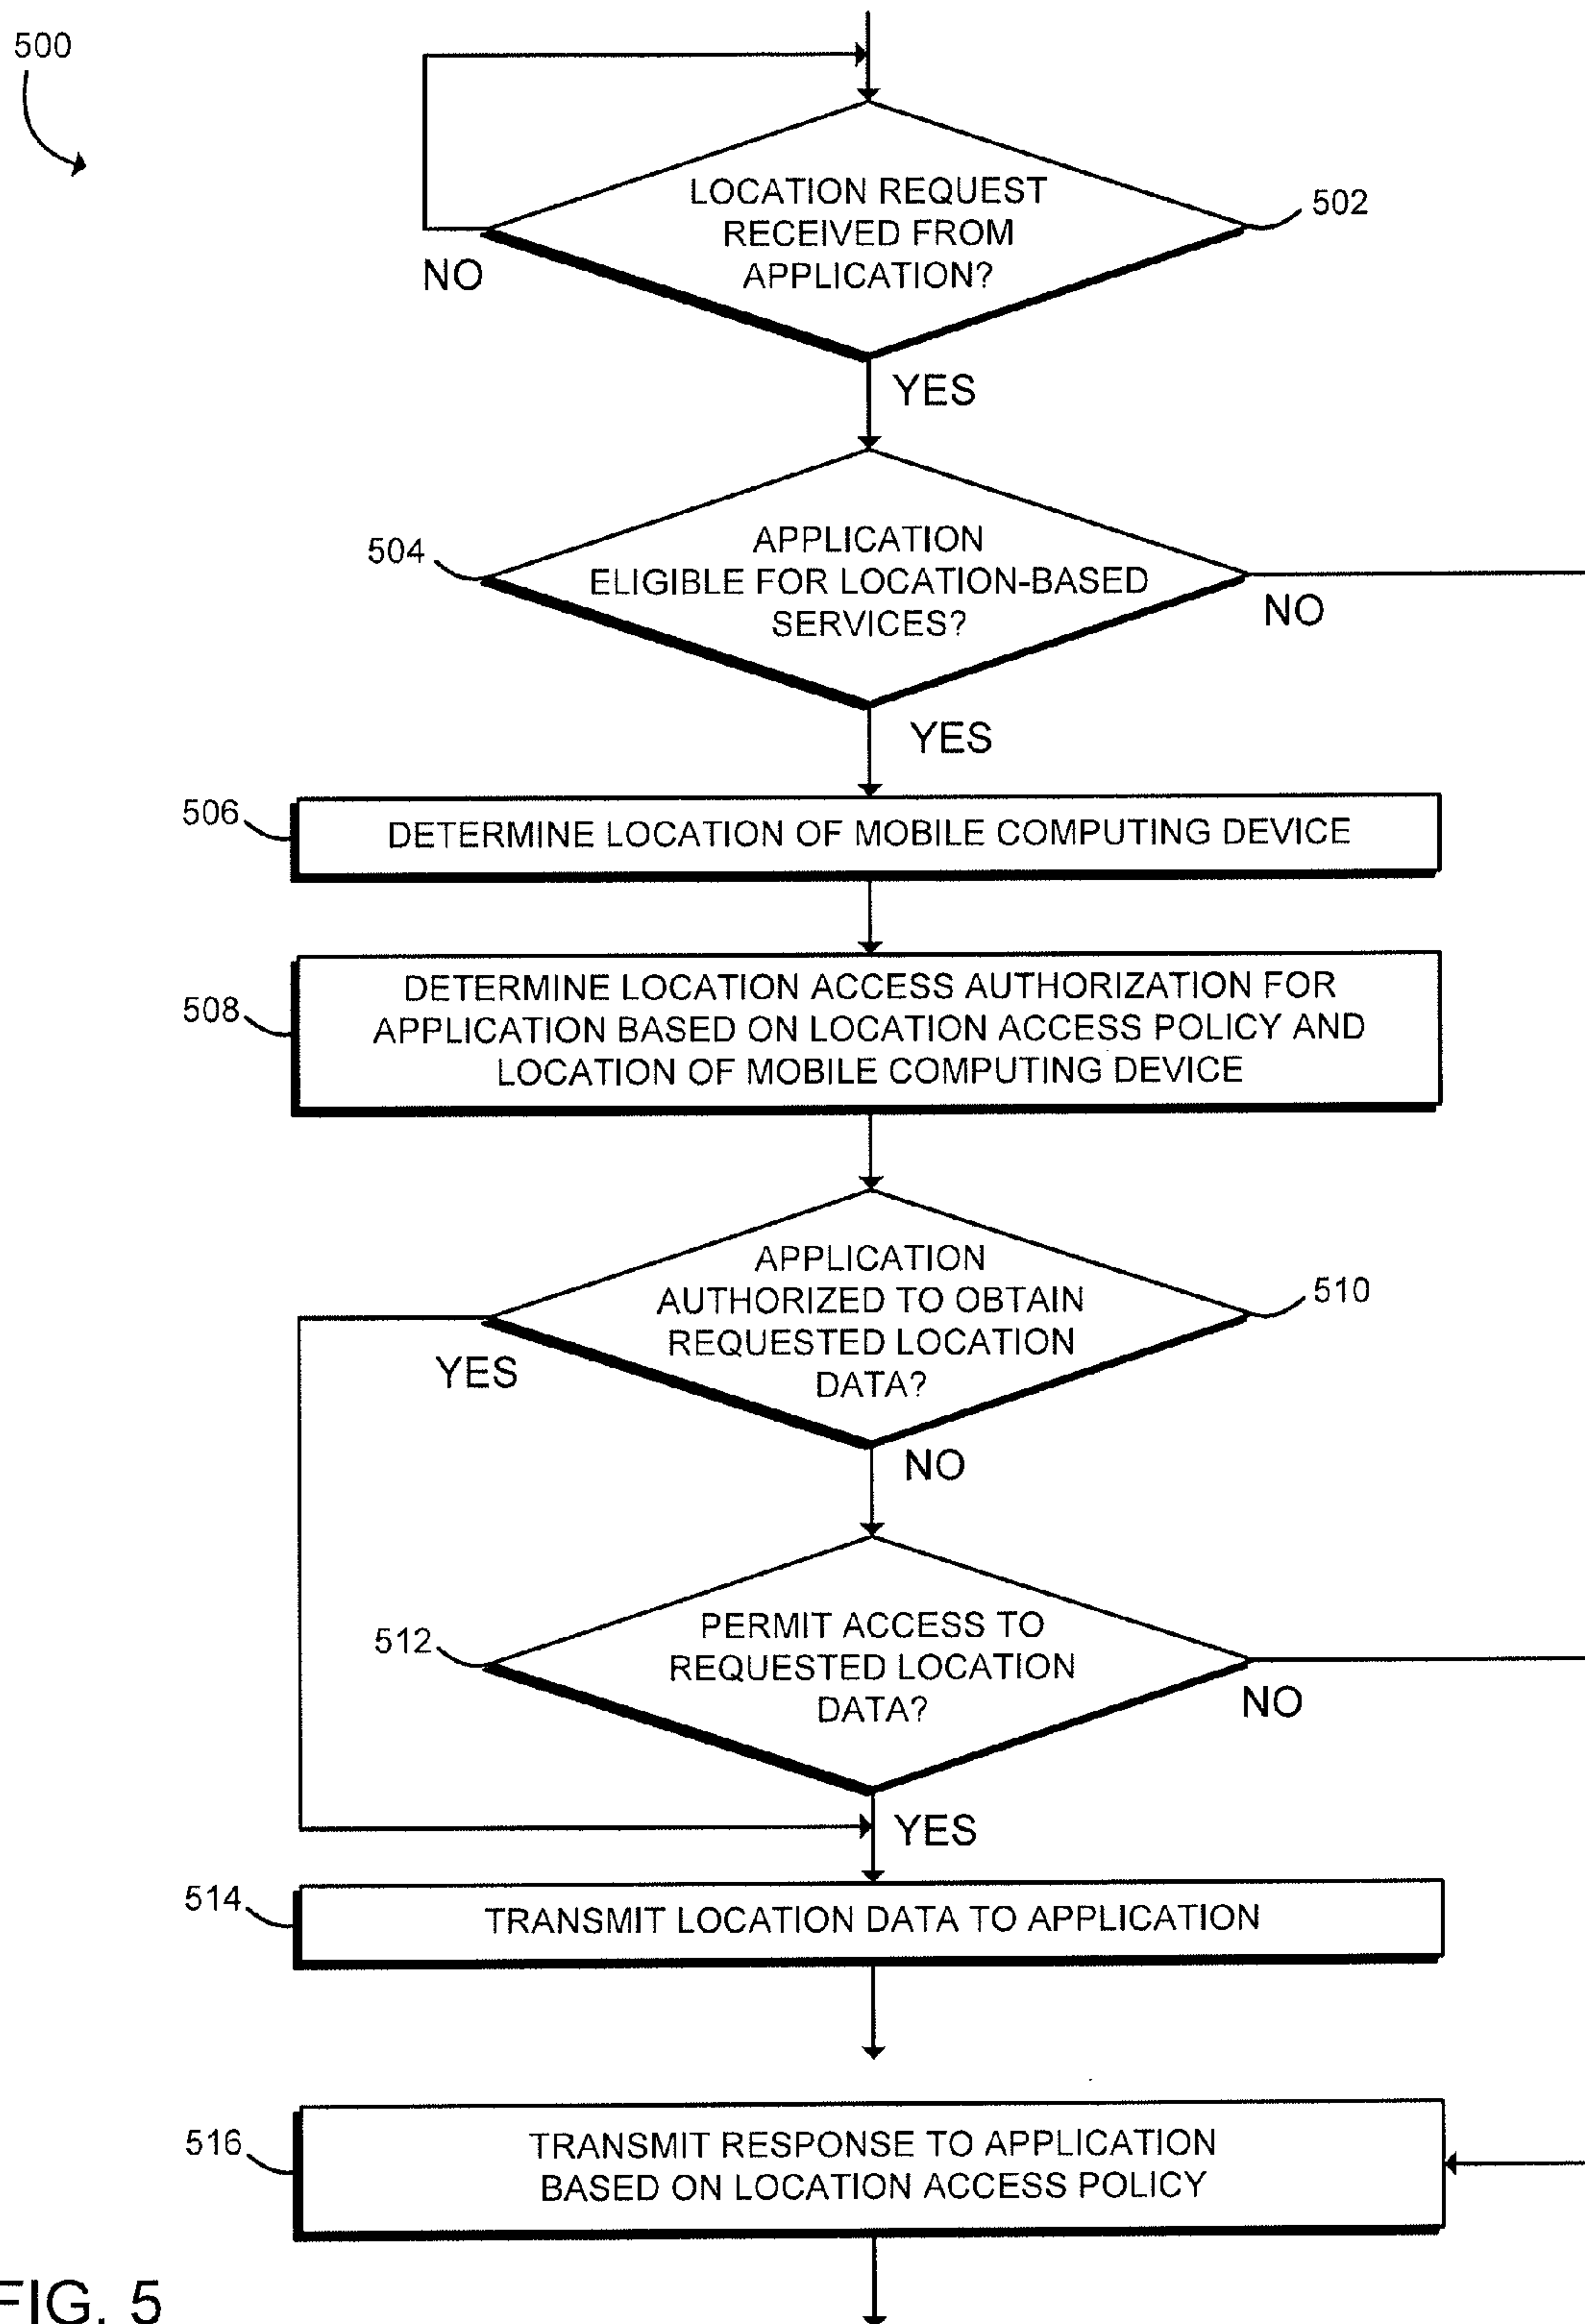 500
LOCATION REQUEST
RECEIVED FROM
APPLICATION?
502
NO
YES
504
APPLICATION
ELIGIBLE FOR LOCATION-BASED
SERVICES?
NO
YES
506
DETERMINE LOCATION OF MOBILE COMPUTING DEVICE
508
DETERMINE LOCATION ACCESS AUTHORIZATION FOR
APPLICATION BASED ON LOCATION ACCESS POLICY AND
LOCATION OF MOBILE COMPUTING DEVICE
APPLICATION
AUTHORIZED TO OBTAIN
REQUESTED LOCATION
DATA?
510
YES
NO
512
PERMIT ACCESS TO
REQUESTED LOCATION
DATA?
NO
YES
514
TRANSMIT LOCATION DATA TO APPLICATION
516
TRANSMIT RESPONSE TO APPLICATION
BASED ON LOCATION ACCESS POLICY
FIG. 5